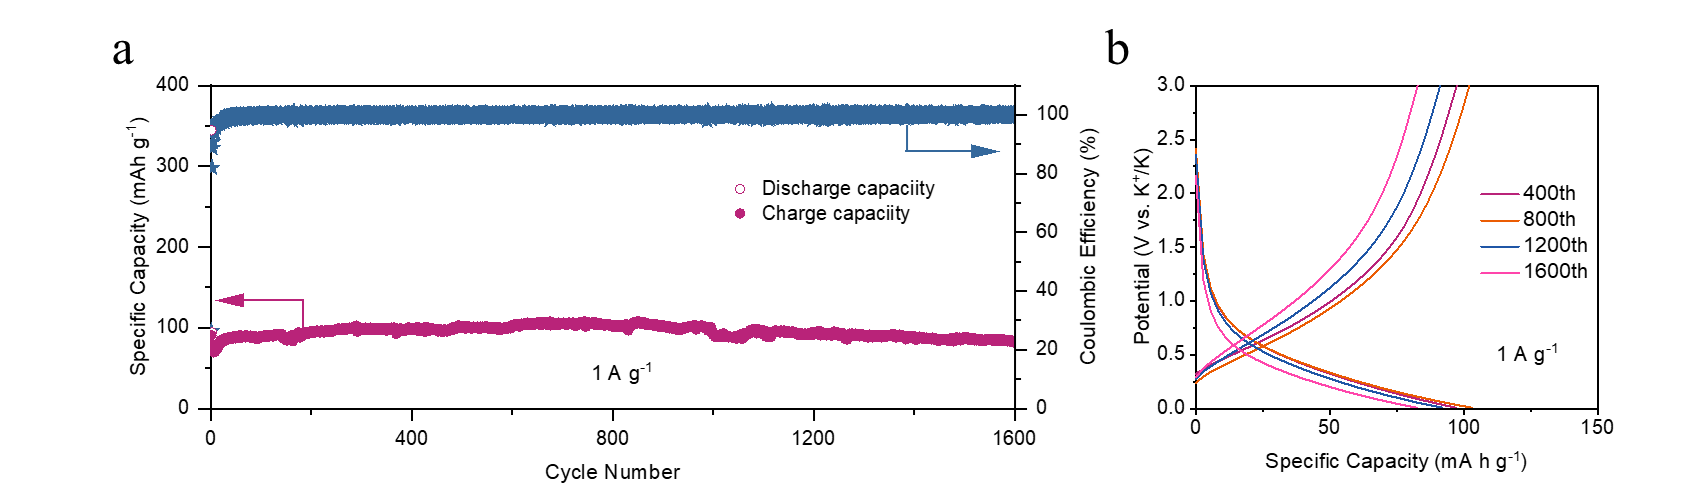 a
400
300
200
100
0
Specific Capacity (mAh g⁻¹)
0
400
800
1200
1600
Cycle Number
100
80
60
40
20
0
Coulombic Efficiency (%)
Discharge capaciity
Charge capaciity
1 A g⁻¹
b
3.0
2.5
2.0
1.5
1.0
0.5
0.0
Potential (V vs. K⁺/K)
0
50
100
150
Specific Capacity (mA h g⁻¹)
400th
800th
1200th
1600th
1 A g⁻¹